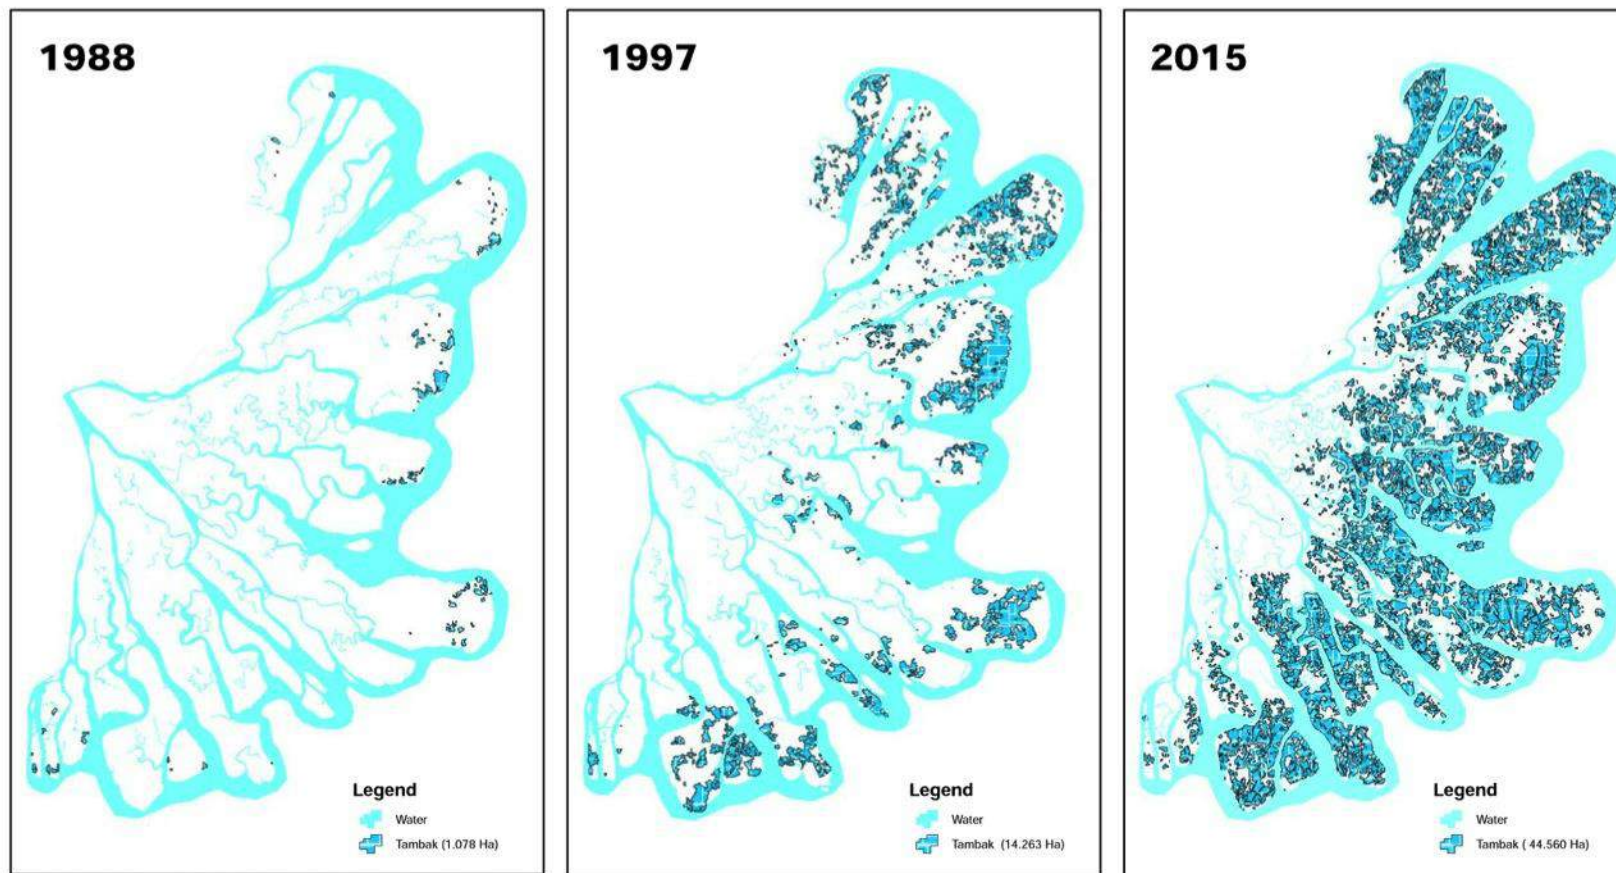 1988
Legend
Water
Tambak (1.078 Ha)
1997
Legend
Water
Tambak (14.263 Ha)
2015
Legend
Water
Tambak ( 44.560 Ha)